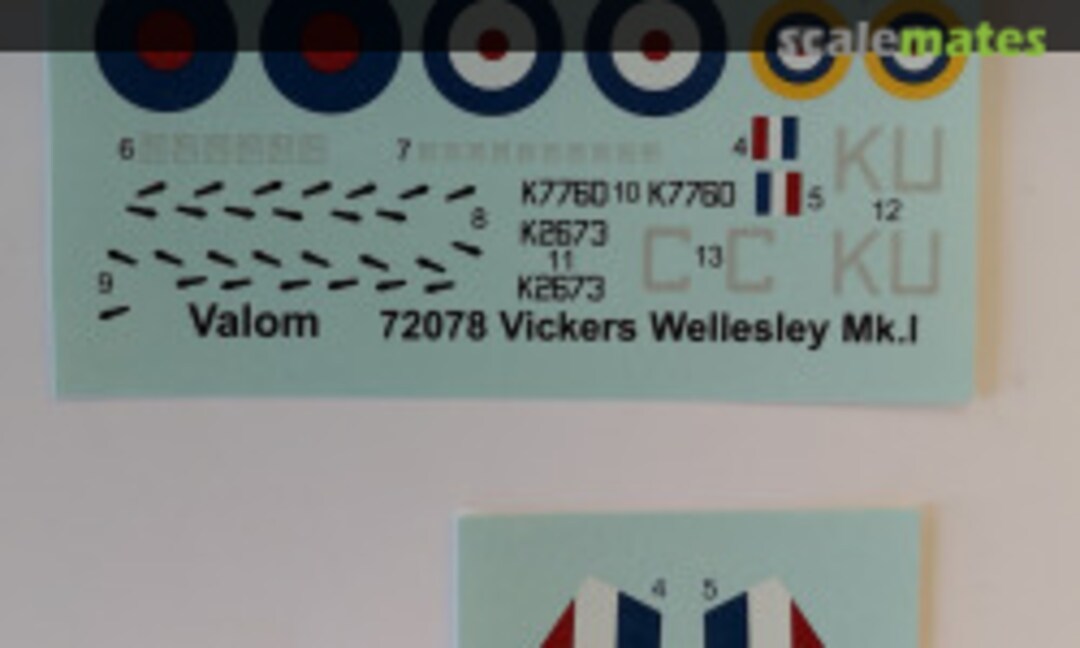 scalemates
6 7 4
KU
K7760 10 K7760 5
8 12
K2673
C 13 C KU
11
9 K2673
Valom 72078 Vickers Wellesley Mk.I
4 5